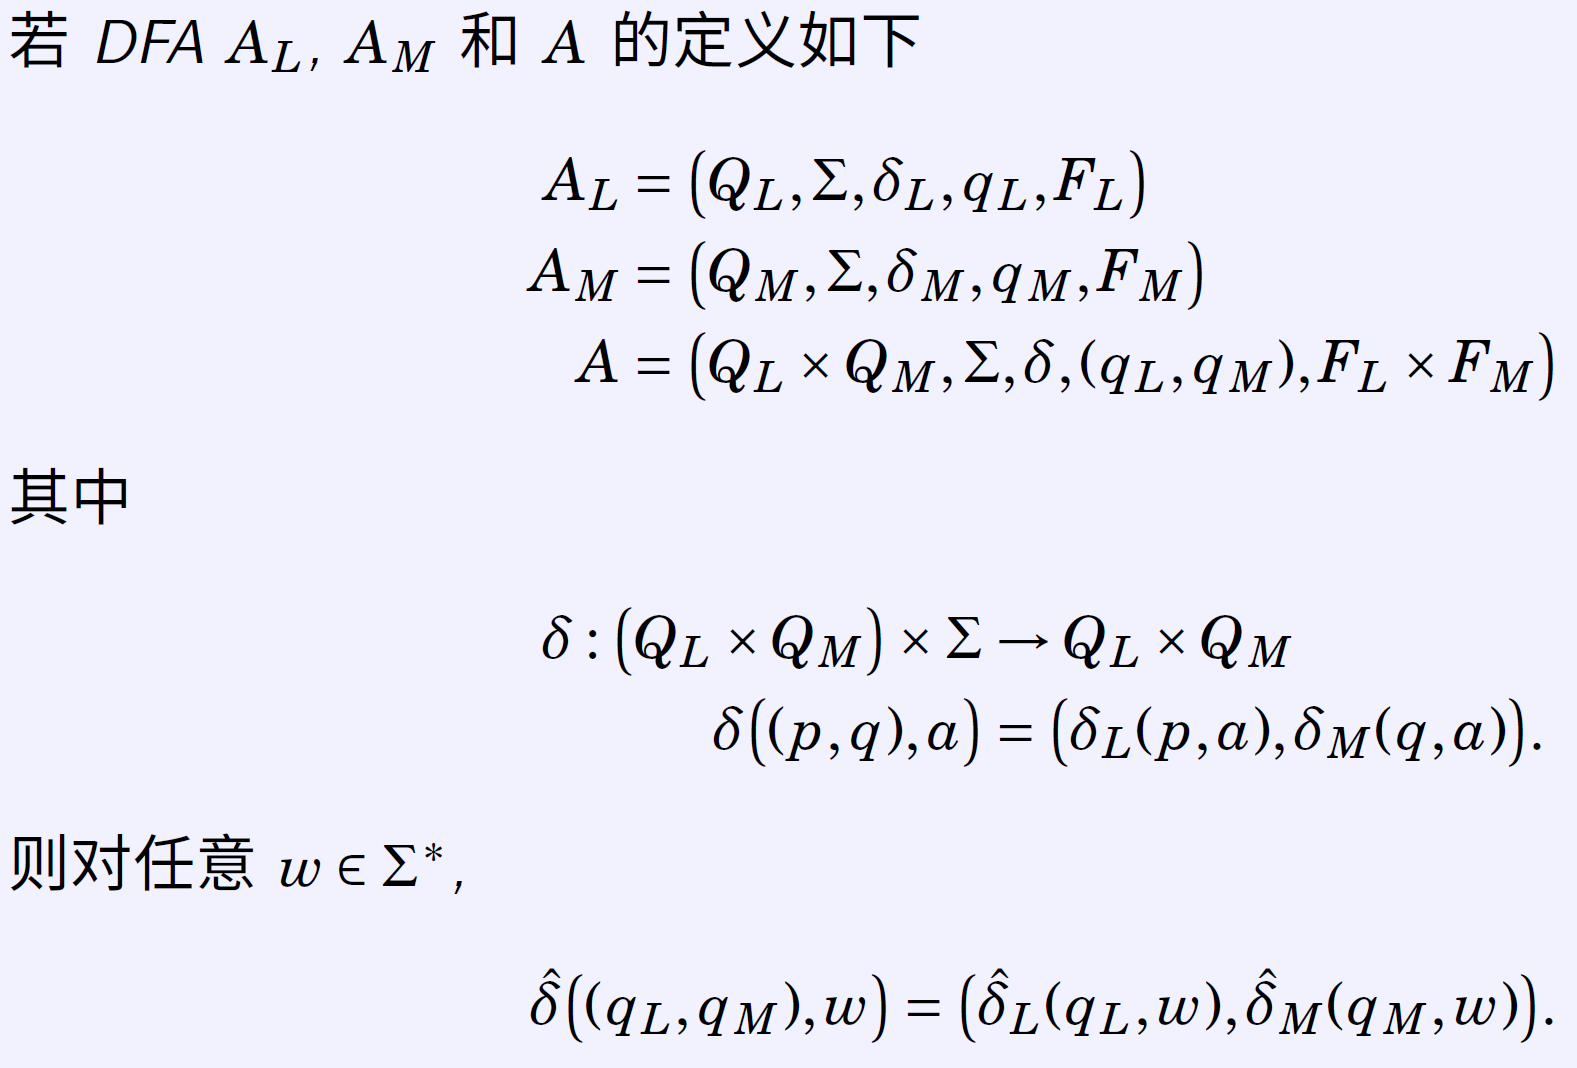 若 DFA A_L, A_M 和 A 的定义如下
A_L = (Q_L, Σ, δ_L, q_L, F_L)
A_M = (Q_M, Σ, δ_M, q_M, F_M)
A = (Q_L × Q_M, Σ, δ, (q_L, q_M), F_L × F_M)
其中
δ : (Q_L × Q_M) × Σ → Q_L × Q_M
δ((p, q), a) = (δ_L(p, a), δ_M(q, a)).
则对任意 w ∈ Σ*,
δ̂((q_L, q_M), w) = (δ̂_L(q_L, w), δ̂_M(q_M, w)).